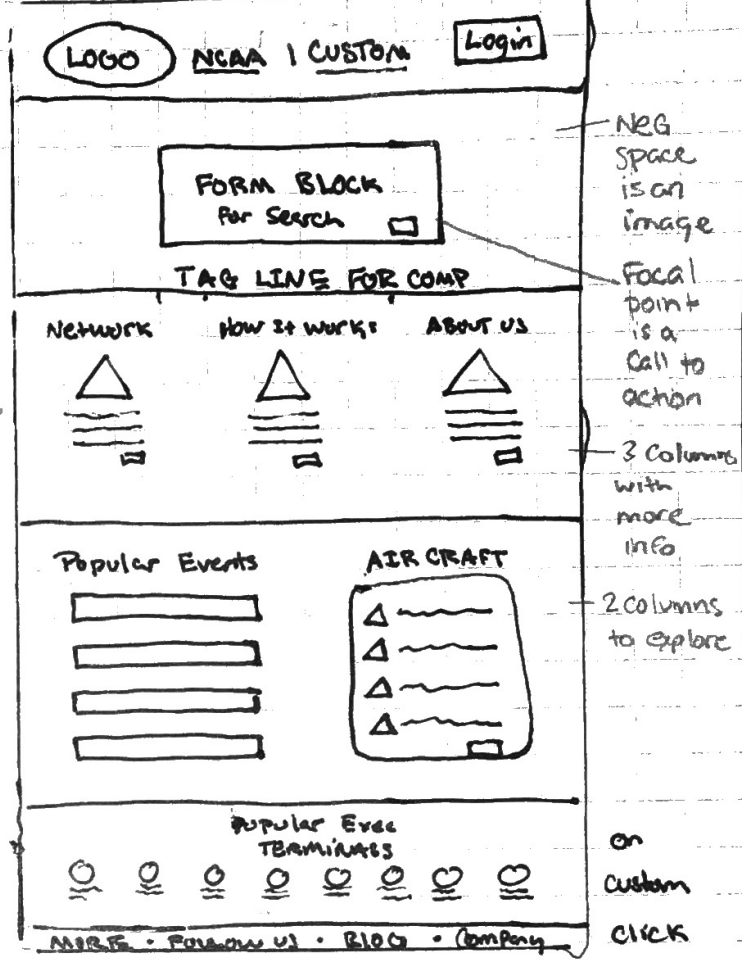 LOGO NCAA | CUSTOM Login
FORM BLOCK
For Search
TAG LINE FOR COMP
Network How It Works ABOUT US
Popular Events AIRCRAFT
Popular Exec
TERMINALS
MORE · FOLLOW US · BLOG · Company
NEG
space
is an
image
Focal
point
is a
Call to
action
3 Columns
with
more
info
2 columns
to explore
on
custom
click